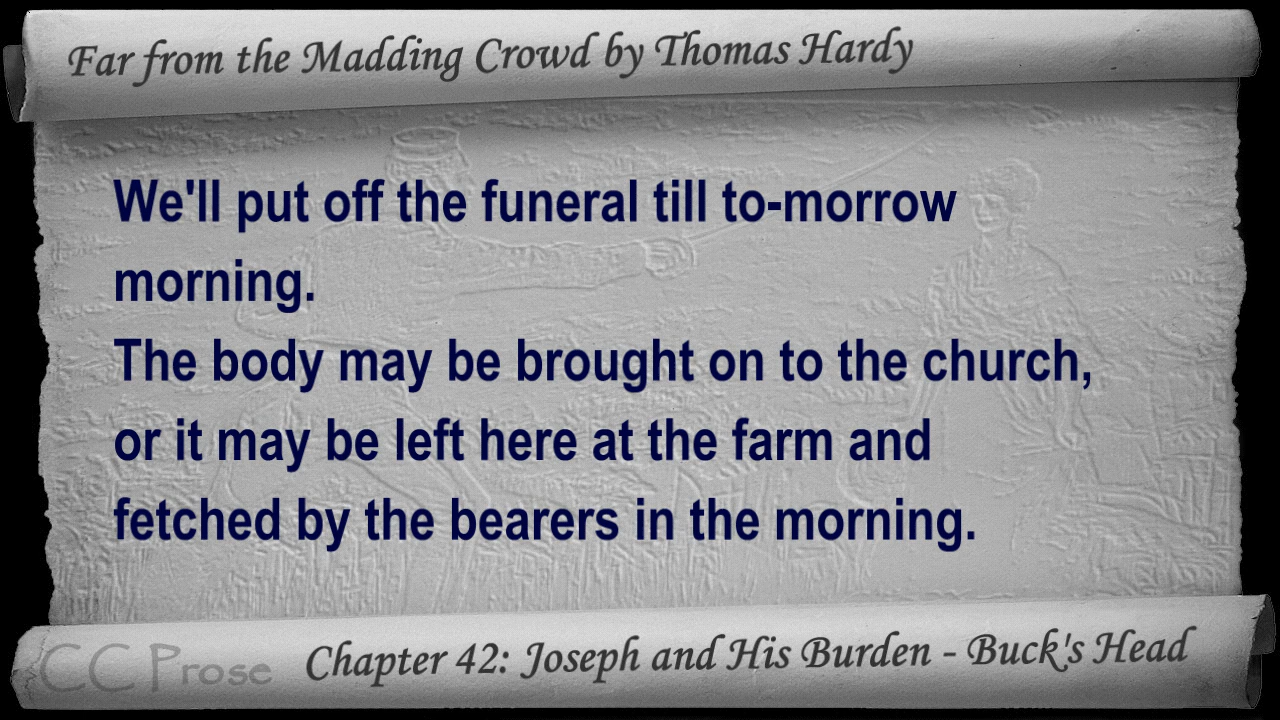 Far from the Madding Crowd by Thomas Hardy
We'll put off the funeral till to-morrow
morning.
The body may be brought on to the church,
or it may be left here at the farm and
fetched by the bearers in the morning.
CC Prose
Chapter 42: Joseph and His Burden - Buck's Head